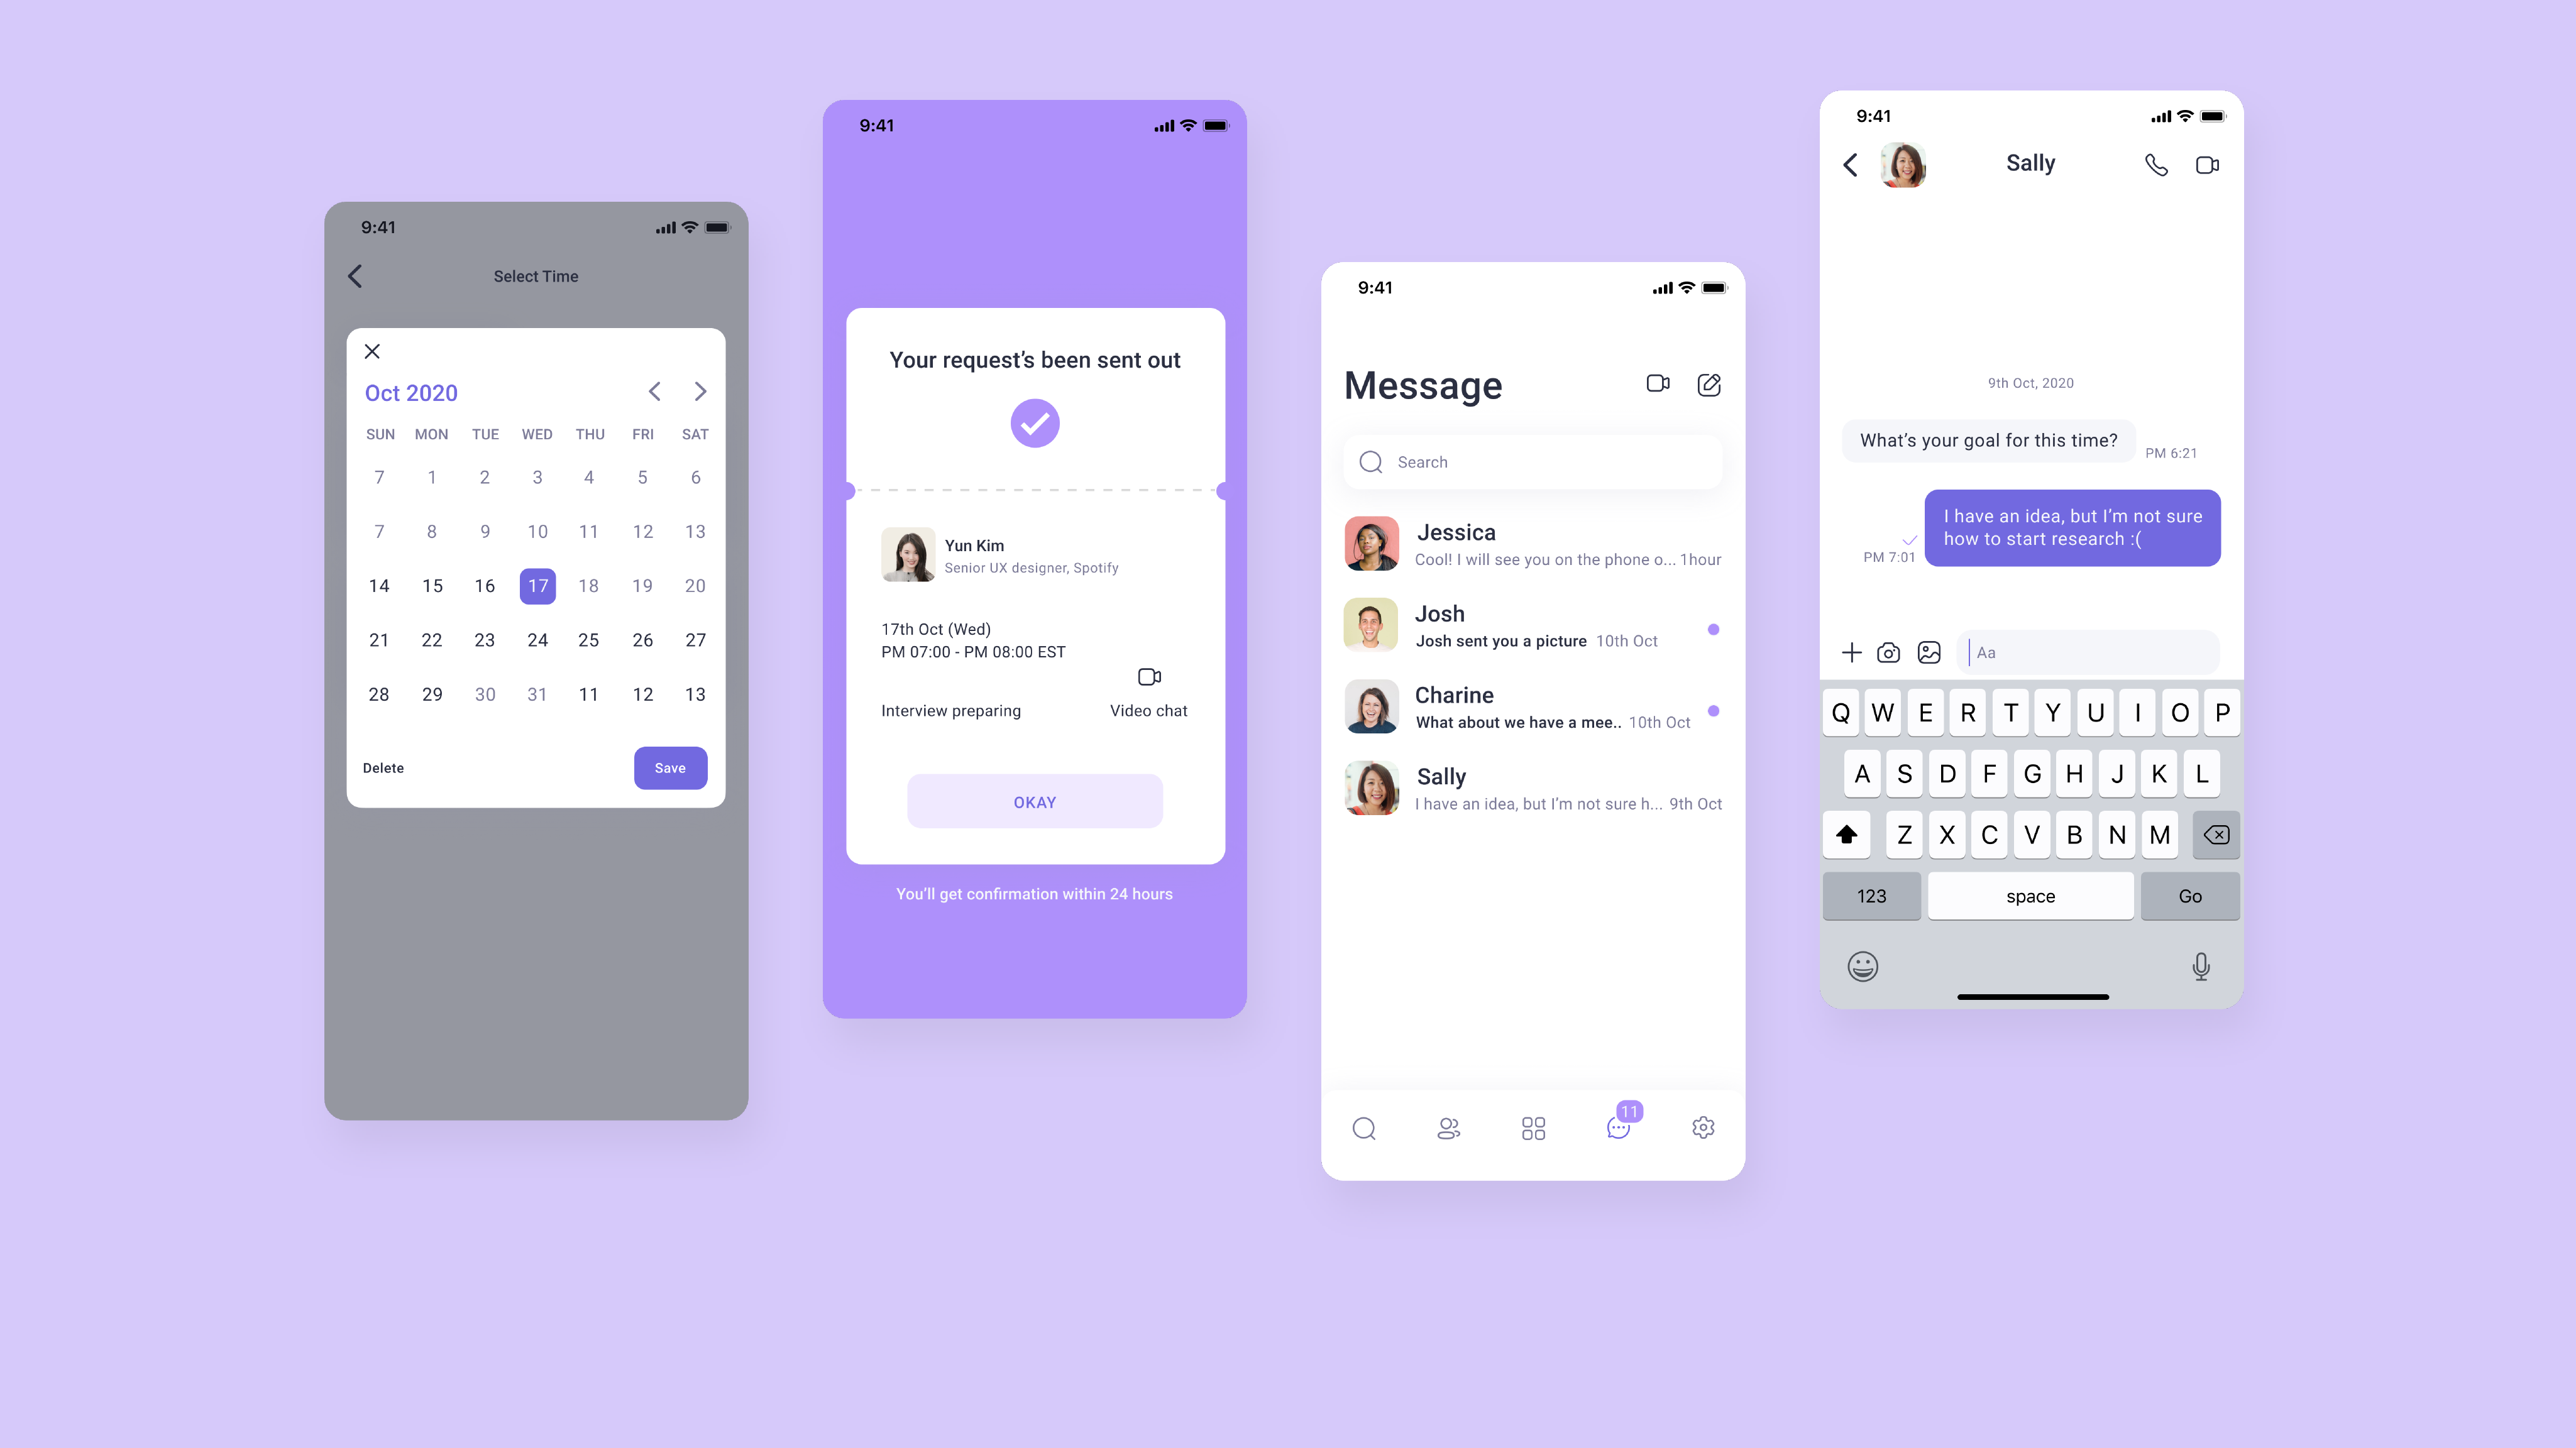 9:41
Select Time
Oct 2020
SUN MON TUE WED THU FRI SAT
7 1 2 3 4 5 6
7 8 9 10 11 12 13
14 15 16 17 18 19 20
21 22 23 24 25 26 27
28 29 30 31 11 12 13
Delete Save
9:41
Your request’s been sent out
Yun Kim
Senior UX designer, Spotify
17th Oct (Wed)
PM 07:00 - PM 08:00 EST
Interview preparing Video chat
OKAY
You’ll get confirmation within 24 hours
9:41
Message
Search
Jessica
Cool! I will see you on the phone o... 1hour
Josh
Josh sent you a picture 10th Oct
Charine
What about we have a mee.. 10th Oct
Sally
I have an idea, but I’m not sure h... 9th Oct
11
9:41
Sally
9th Oct, 2020
What’s your goal for this time?
PM 6:21
I have an idea, but I’m not sure
how to start research :(
PM 7:01
Aa
Q W E R T Y U I O P
A S D F G H J K L
Z X C V B N M
123 space Go